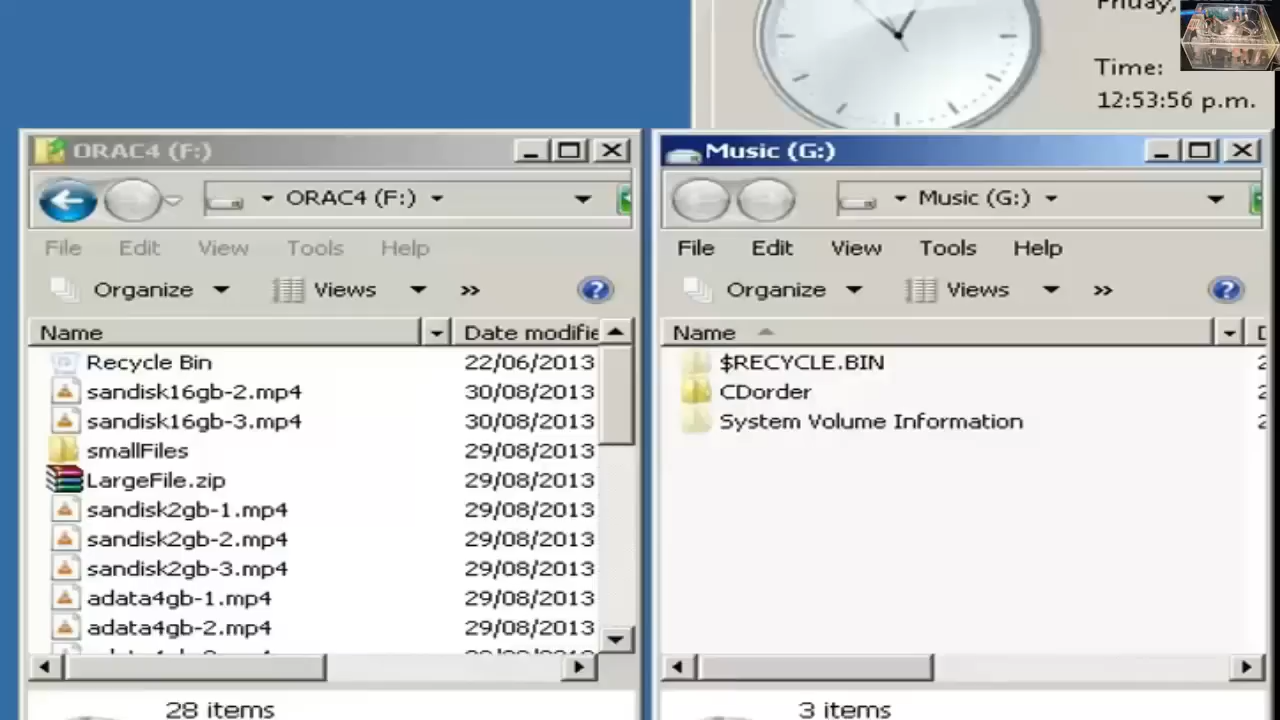 Friday,
Time:
12:53:56 p.m.
ORAC4 (F:)
ORAC4 (F:)
File Edit View Tools Help
Organize Views »
Name Date modifie
Recycle Bin 22/06/2013
sandisk16gb-2.mp4 30/08/2013
sandisk16gb-3.mp4 30/08/2013
smallFiles 29/08/2013
LargeFile.zip 29/08/2013
sandisk2gb-1.mp4 29/08/2013
sandisk2gb-2.mp4 29/08/2013
sandisk2gb-3.mp4 29/08/2013
adata4gb-1.mp4 29/08/2013
adata4gb-2.mp4 29/08/2013
28 items
Music (G:)
Music (G:)
File Edit View Tools Help
Organize Views »
Name
$RECYCLE.BIN
CDorder
System Volume Information
3 items